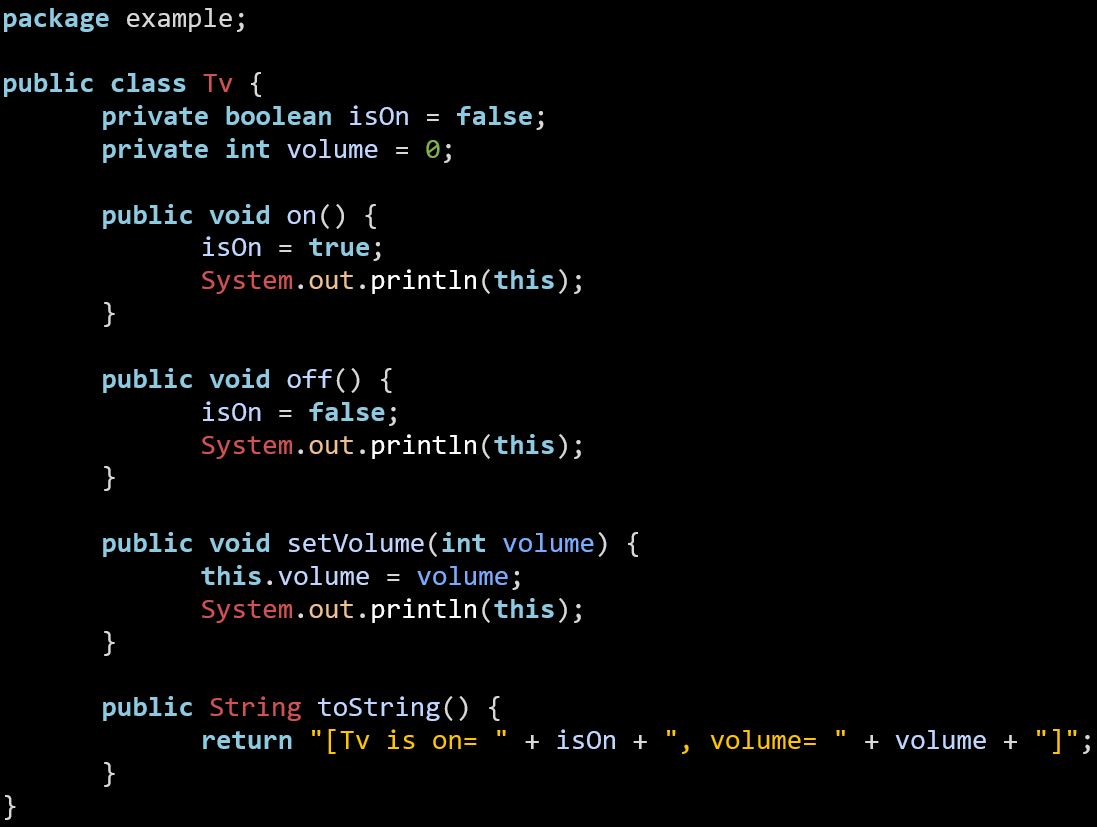 package example;

public class Tv {
	private boolean isOn = false;
	private int volume = 0;

	public void on() {
		isOn = true;
		System.out.println(this);
	}

	public void off() {
		isOn = false;
		System.out.println(this);
	}

	public void setVolume(int volume) {
		this.volume = volume;
		System.out.println(this);
	}

	public String toString() {
		return "[Tv is on= " + isOn + ", volume= " + volume + "]";
	}
}